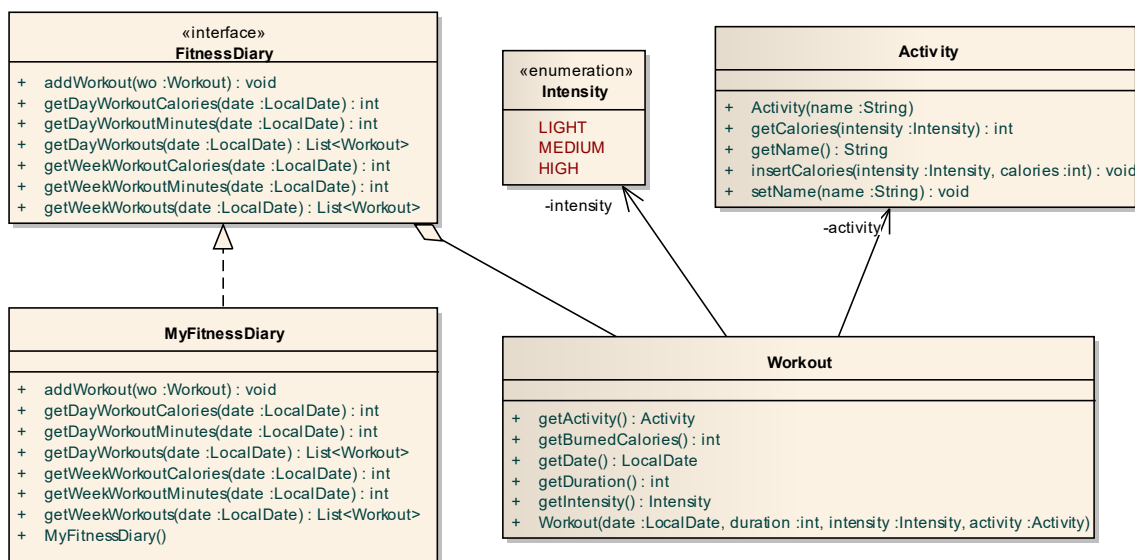 «interface»
FitnessDiary
+ addWorkout(wo :Workout) : void
+ getDayWorkoutCalories(date :LocalDate) : int
+ getDayWorkoutMinutes(date :LocalDate) : int
+ getDayWorkouts(date :LocalDate) : List<Workout>
+ getWeekWorkoutCalories(date :LocalDate) : int
+ getWeekWorkoutMinutes(date :LocalDate) : int
+ getWeekWorkouts(date :LocalDate) : List<Workout>
«enumeration»
Intensity
LIGHT
MEDIUM
HIGH
Activity
+ Activity(name :String)
+ getCalories(intensity :Intensity) : int
+ getName() : String
+ insertCalories(intensity :Intensity, calories :int) : void
+ setName(name :String) : void
-intensity
-activity
MyFitnessDiary
+ addWorkout(wo :Workout) : void
+ getDayWorkoutCalories(date :LocalDate) : int
+ getDayWorkoutMinutes(date :LocalDate) : int
+ getDayWorkouts(date :LocalDate) : List<Workout>
+ getWeekWorkoutCalories(date :LocalDate) : int
+ getWeekWorkoutMinutes(date :LocalDate) : int
+ getWeekWorkouts(date :LocalDate) : List<Workout>
+ MyFitnessDiary()
Workout
+ getActivity() : Activity
+ getBurnedCalories() : int
+ getDate() : LocalDate
+ getDuration() : int
+ getIntensity() : Intensity
+ Workout(date :LocalDate, duration :int, intensity :Intensity, activity :Activity)